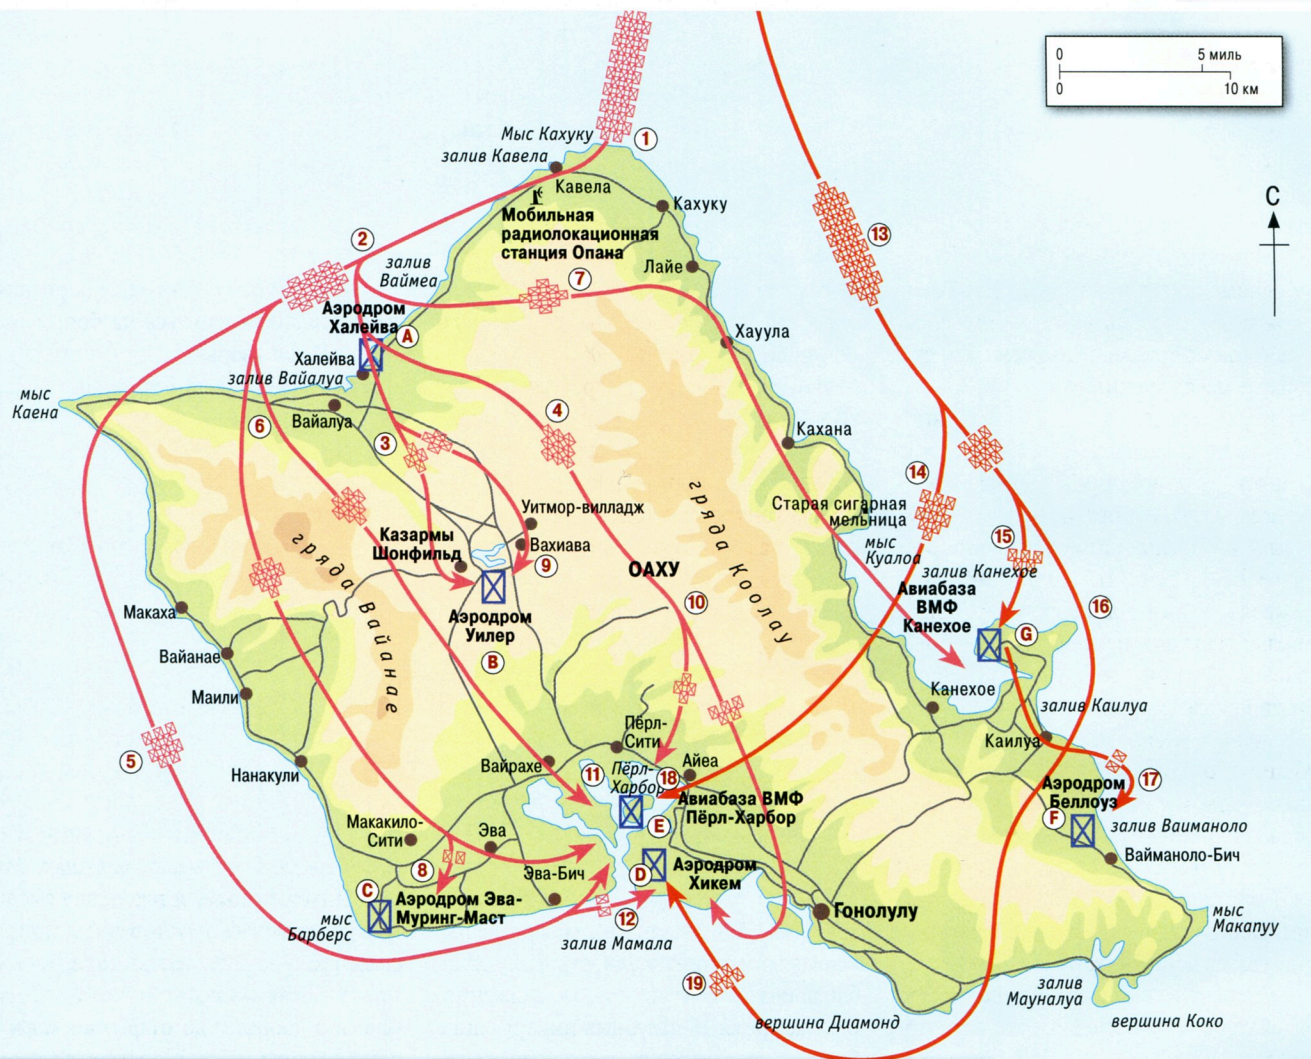 0
5 миль
0
10 км
С
Мыс Кахуку
1
залив Кавела
Кавела
Кахуку
Мобильная
радиолокационная
станция Опана
13
2
залив
Ваймеа
Лайе
7
Аэродром
Халейва
A
Хауула
Халейва
залив Вайалуа
мыс
Каена
Вайалуа
6
3
4
Кахана
гряда Коолау
14
Старая сигарная
мельница
Уитмор-вилладж
Казармы
Шонфильд
Вахиава
9
мыс
Куалоа
15
залив Канехое
ОАХУ
гряда Вайанае
Авиабаза
ВМФ
Канехое
10
16
G
Макаха
Аэродром
Уилер
B
Вайанае
Маили
Канехое
залив Каилуа
5
Пёрл-
Сити
Каилуа
Нанакули
Вайрахе
11
Пёрл-
Харбор
18
Айеа
17
Аэродром
Беллоуз
F
Авиабаза ВМФ
Пёрл-Харбор
E
залив Ваиманоло
Макакило-
Сити
Эва
Вайманоло-Бич
8
Эва-Бич
D
Аэродром
Хикем
C
Аэродром Эва-
Муринг-Маст
Гонолулу
мыс
Барберс
12
залив Мамала
мыс
Макапуу
19
залив
Мауналуа
вершина Диамонд
вершина Коко